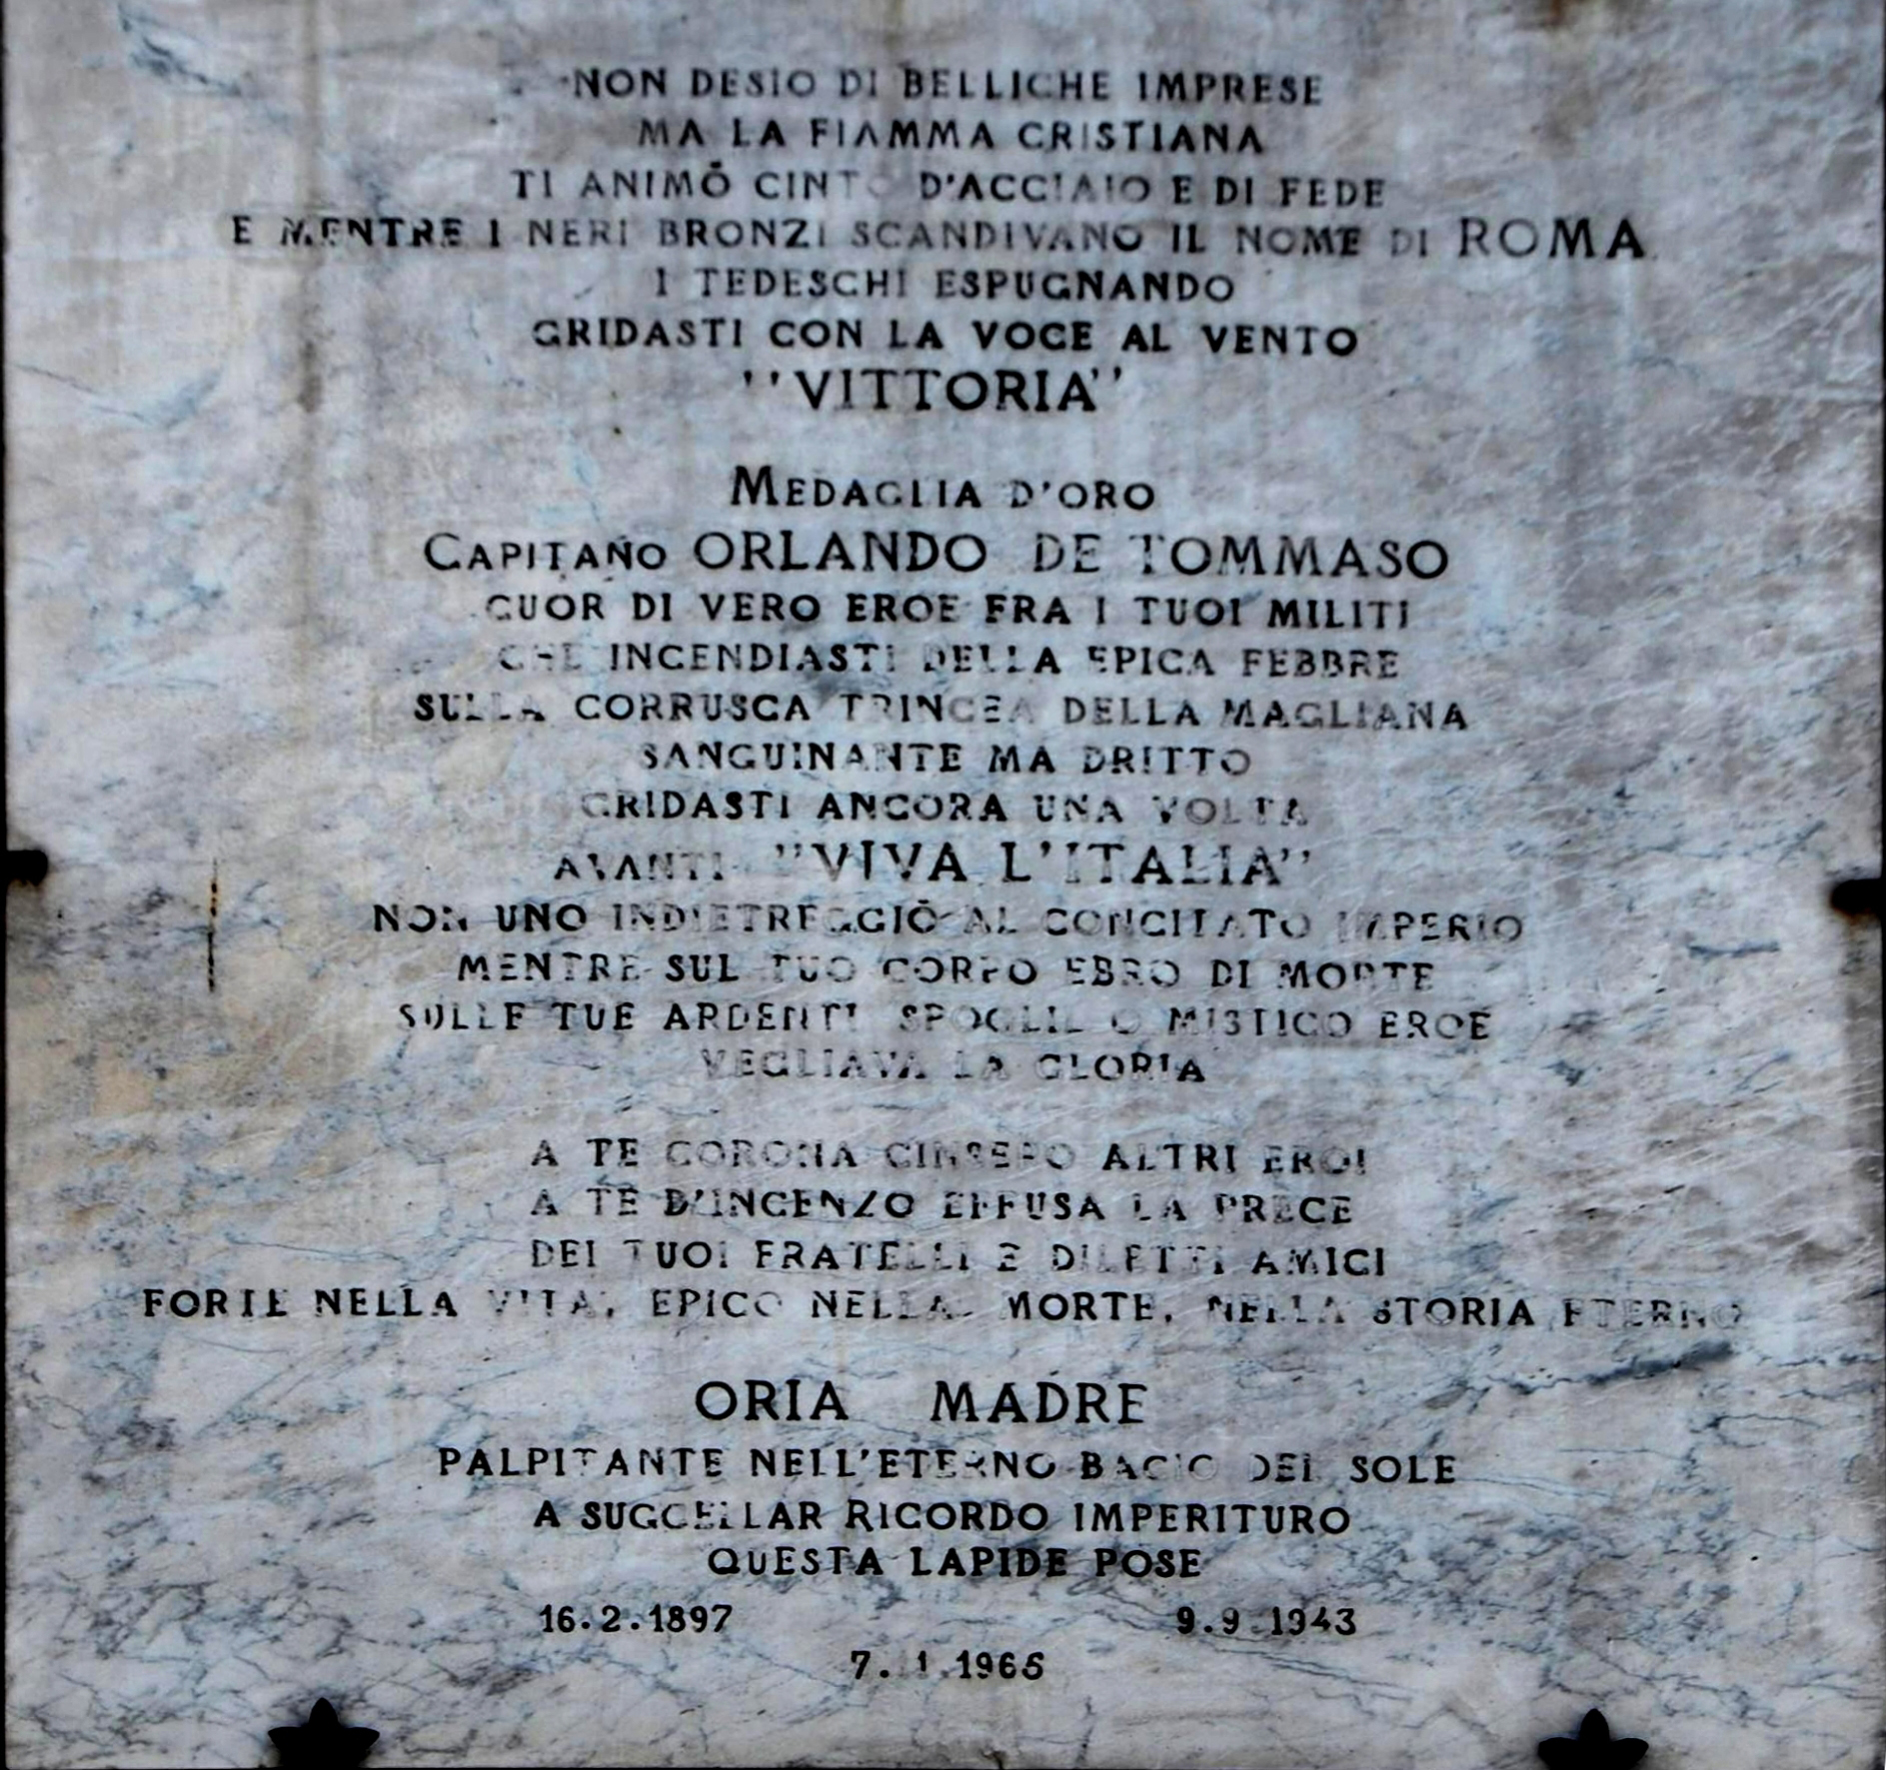 NON DESIO DI BELLICHE IMPRESE
MA LA FIAMMA CRISTIANA
TI ANIMÒ CINTO D'ACCIAIO E DI FEDE
E MENTRE I NERI BRONZI SCANDIVANO IL NOME DI ROMA
I TEDESCHI ESPUGNANDO
GRIDASTI CON LA VOCE AL VENTO
"VITTORIA"
MEDAGLIA D'ORO
CAPITANO ORLANDO DE TOMMASO
CUOR DI VERO EROE FRA I TUOI MILITI
CHE INCENDIASTI DELLA EPICA FEBBRE
SULLA CORRUSCA TRINCEA DELLA MAGLIANA
SANGUINANTE MA DRITTO
GRIDASTI ANCORA UNA VOLTA
AVANTI "VIVA L'ITALIA"
NON UNO INDIETREGGIÒ AL CONCITATO IMPERIO
MENTRE SUL TUO CORPO EBRO DI MORTE
SULLE TUE ARDENTI SPOGLIE O MISTICO EROE
VEGLIAVA LA GLORIA
A TE CORONA CINSERO ALTRI EROI
A TE D'INCENZO EFFUSA LA PRECE
DEI TUOI FRATELLI E DILETTI AMICI
FORTE NELLA VITA, EPICO NELLA MORTE, NELLA STORIA ETERNO
ORIA MADRE
PALPITANTE NELL'ETERNO BACIO DEL SOLE
A SUGGELLAR RICORDO IMPERITURO
QUESTA LAPIDE POSE
16.2.1897 9.9.1943
7.1.1965